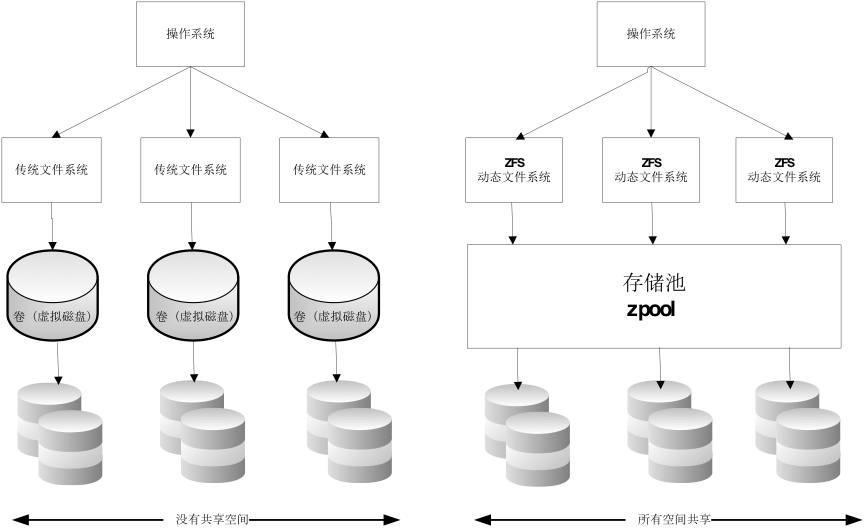 操作系统
传统文件系统
传统文件系统
传统文件系统
卷（虚拟磁盘）
卷（虚拟磁盘）
卷（虚拟磁盘）
没有共享空间
操作系统
ZFS
动态文件系统
ZFS
动态文件系统
ZFS
动态文件系统
存储池
zpool
所有空间共享